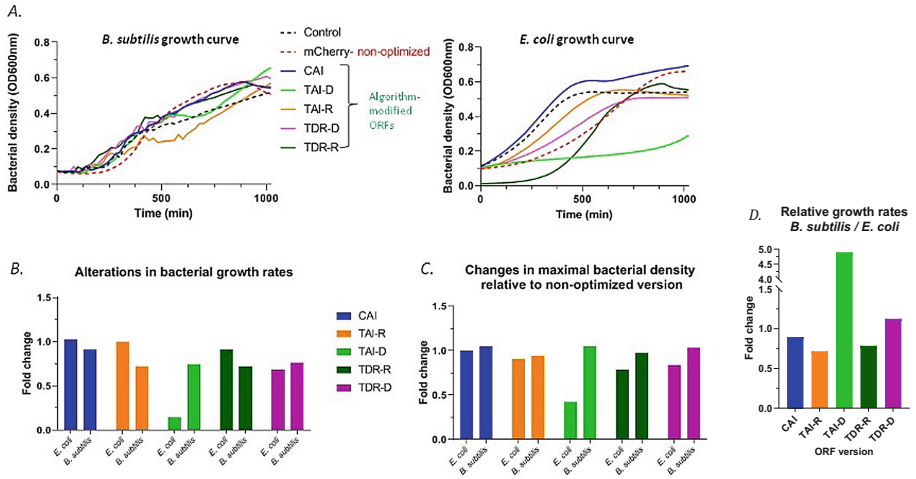 A.
B. subtilis growth curve
Bacterial density (OD600nm)
0.8
0.6
0.4
0.2
0.0
0
500
1000
Time (min)
Control
mCherry- non-optimized
CAI
TAI-D
TAI-R
TDR-D
TDR-R
Algorithm-
modified
ORFs
E. coli growth curve
Bacterial density (OD600nm)
0.8
0.6
0.4
0.2
0.0
0
500
1000
Time (min)
B.
Alterations in bacterial growth rates
Fold change
1.5
1.0
0.5
0.0
E. coli
B. subtilis
E. coli
B. subtilis
E. coli
B. subtilis
E. coli
B. subtilis
E. coli
B. subtilis
CAI
TAI-R
TAI-D
TDR-R
TDR-D
C.
Changes in maximal bacterial density
relative to non-optimized version
Fold change
1.5
1.0
0.5
0.0
E. coli
B. subtilis
E. coli
B. subtilis
E. coli
B. subtilis
E. coli
B. subtilis
E. coli
B. subtilis
D.
Relative growth rates
B. subtilis / E. coli
Fold change
5.0
4.5
4.0
1.0
0.5
0.0
CAI
TAI-R
TAI-D
TDR-R
TDR-D
ORF version